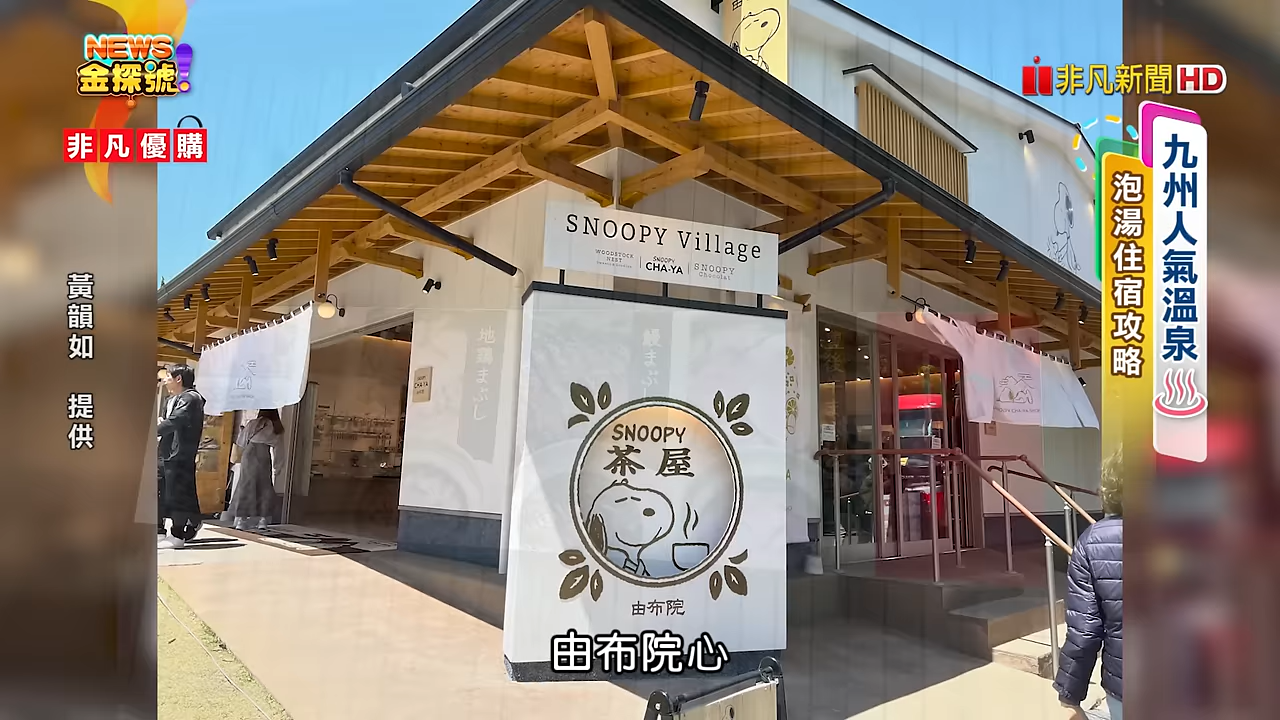 NEWS
金探號!
非凡優購
非凡新聞HD
九州人氣溫泉
泡湯住宿攻略
黃韻如 提供
SNOOPY Village
WOODSTOCK
NEST
SNOOPY
CHA-YA
SNOOPY
Chocolat
地鶏まぶし
鰻まぶし
CHA-YA
SNOOPY
茶屋
由布院
由布院心